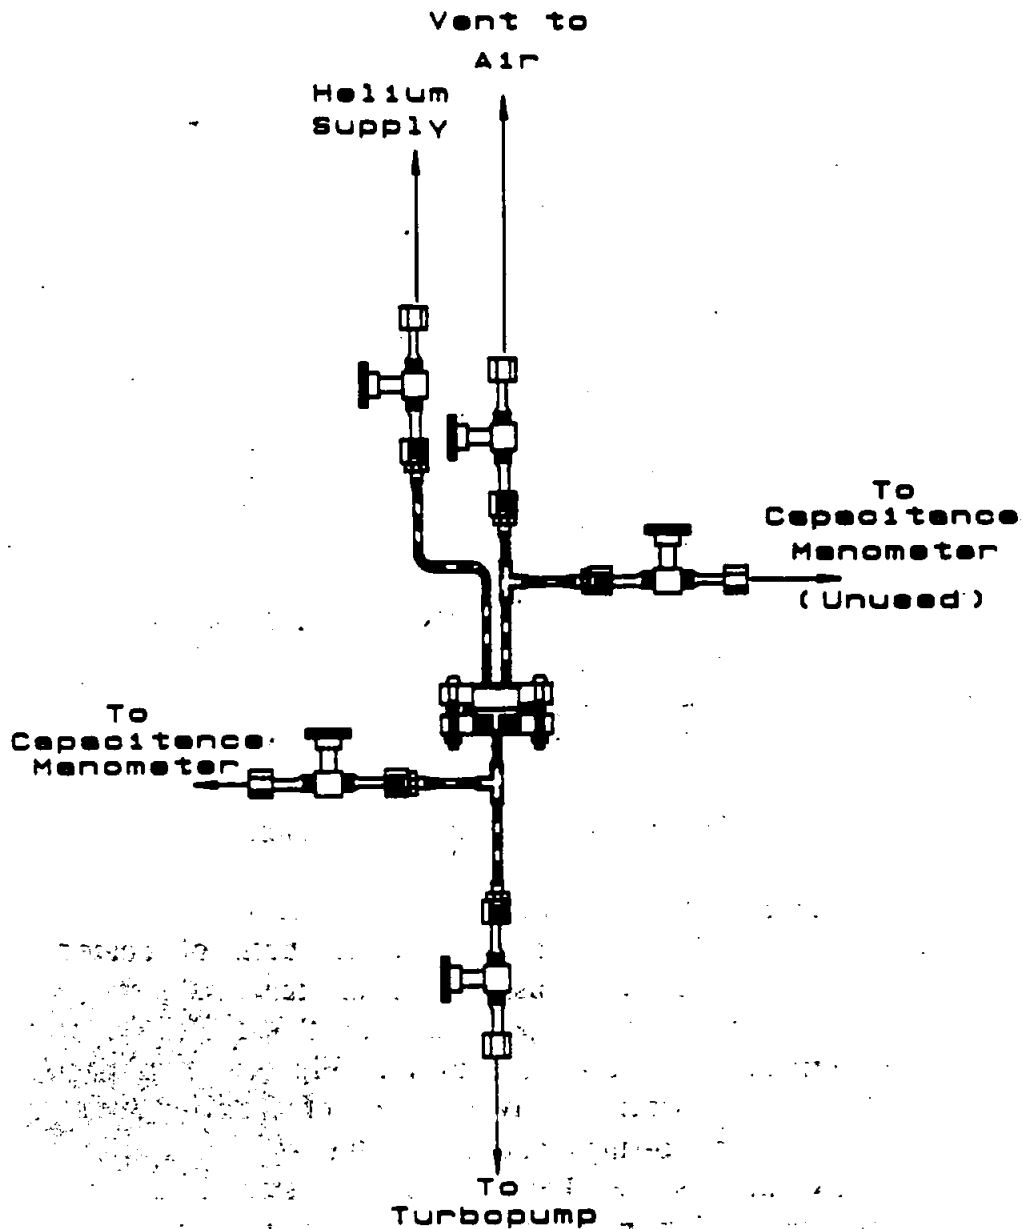 Vent to
Air
Helium
Supply
To
Capacitance
Manometer
(Unused)
To
Capacitance
Manometer
To
Turbopump